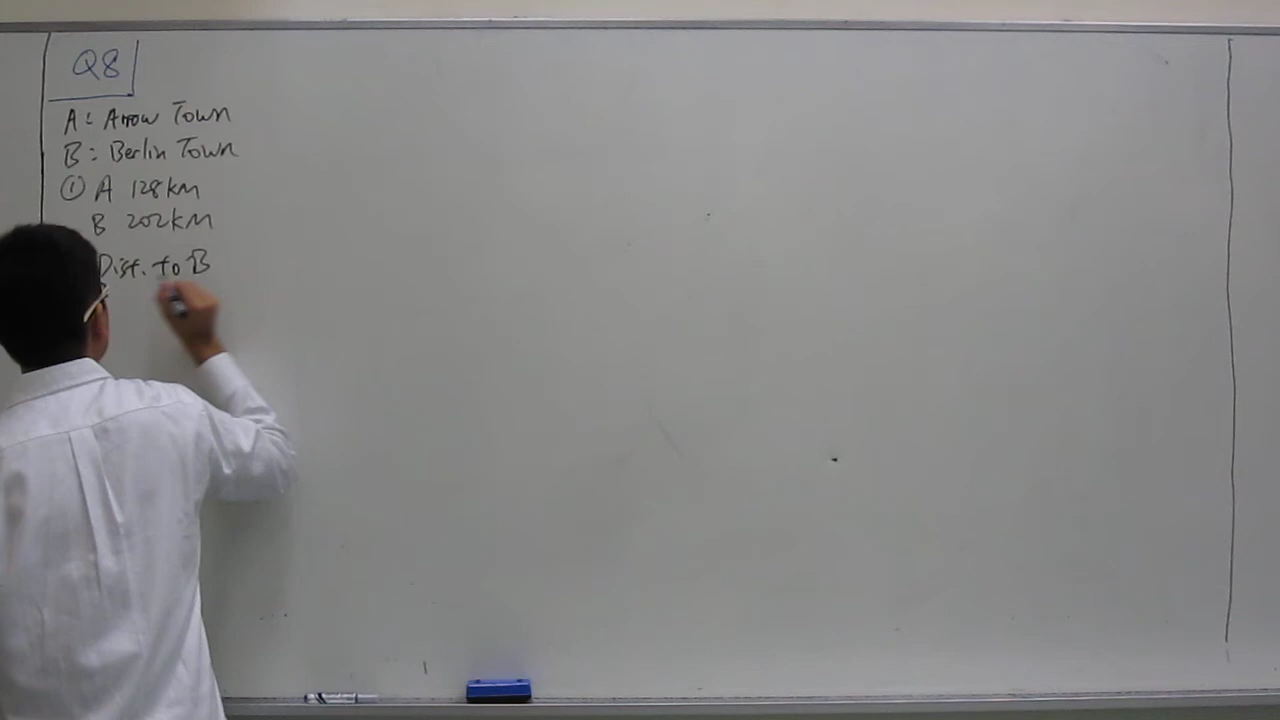 Q8
A: Arrow Town
B: Berlin Town
① A 128km
B 202km
Dist. to B